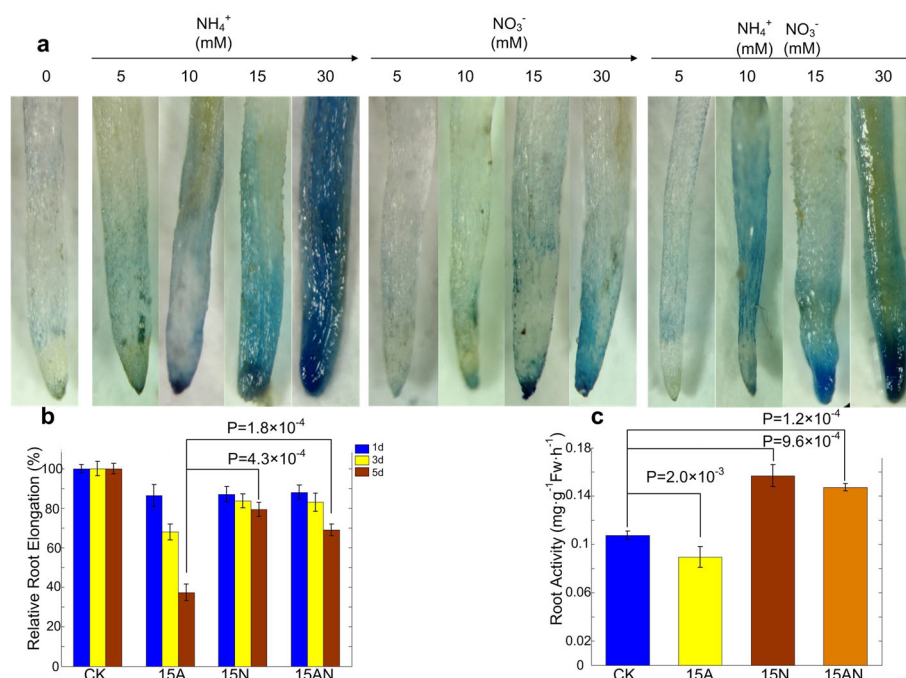 a
NH₄⁺
(mM)
NO₃⁻
(mM)
NH₄⁺ NO₃⁻
(mM) (mM)
0 5 10 15 30 5 10 15 30 5 10 15 30
b
P=1.8×10⁻⁴
P=4.3×10⁻⁴
1d
3d
5d
Relative Root Elongation (%)
100
80
60
40
20
0
CK 15A 15N 15AN
c
P=1.2×10⁻⁴
P=9.6×10⁻⁴
P=2.0×10⁻³
Root Activity (mg·g⁻¹Fw·h⁻¹)
0.18
0.14
0.1
0.06
0.02
0
CK 15A 15N 15AN